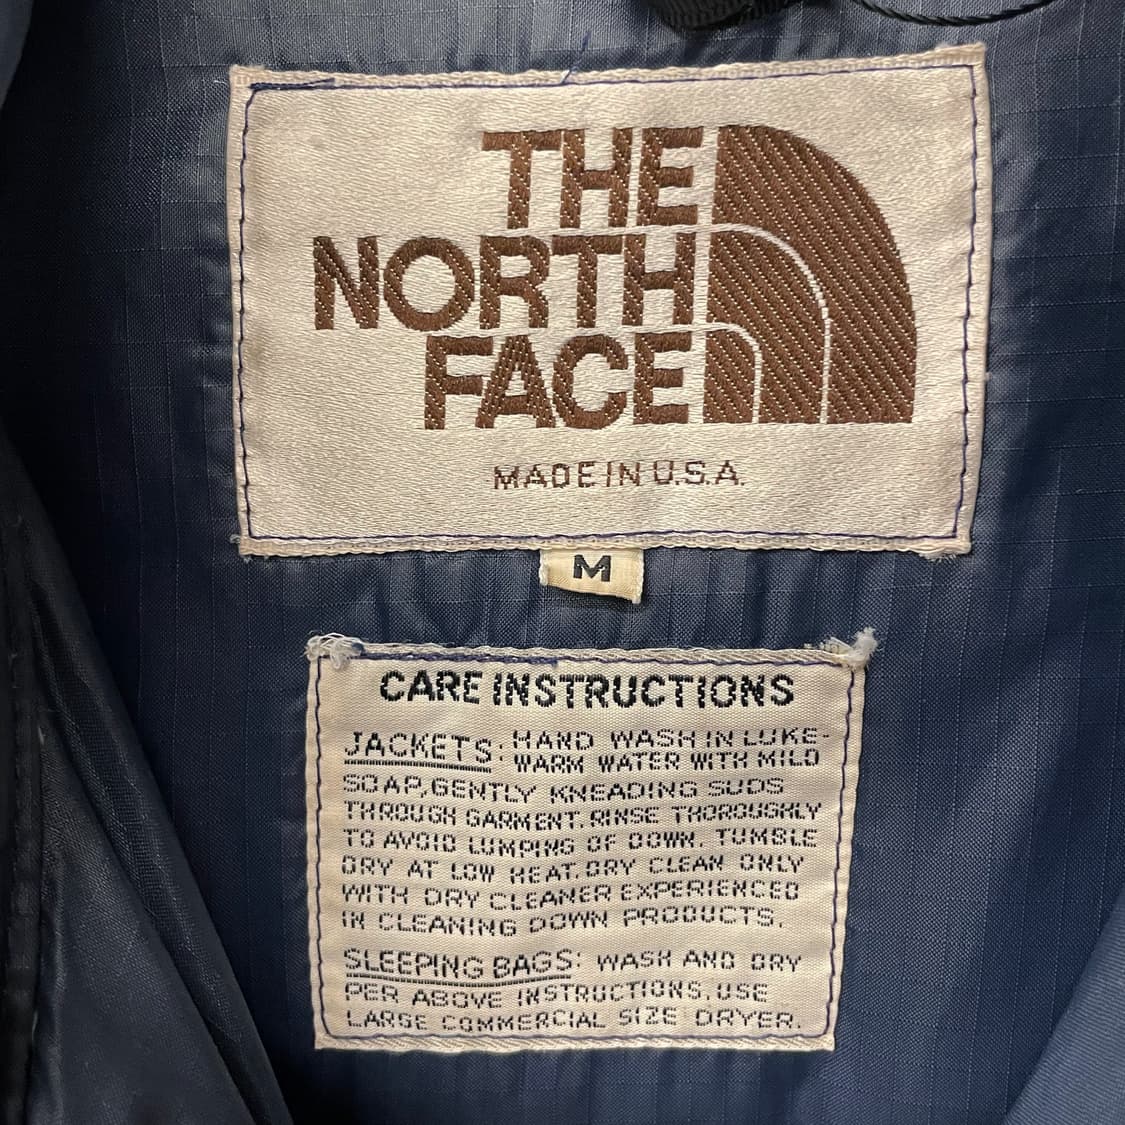 THE
NORTH
FACE
MADE IN U.S.A.
M
CARE INSTRUCTIONS
JACKETS: HAND WASH IN LUKE-
WARM WATER WITH MILD
SOAP, GENTLY KNEADING SUDS
THROUGH GARMENT. RINSE THOROUGHLY
TO AVOID LUMPING OF DOWN. TUMBLE
DRY AT LOW HEAT. DRY CLEAN ONLY
WITH DRY CLEANER EXPERIENCED
IN CLEANING DOWN PRODUCTS.
SLEEPING BAGS: WASH AND DRY
PER ABOVE INSTRUCTIONS. USE
LARGE COMMERCIAL SIZE DRYER.